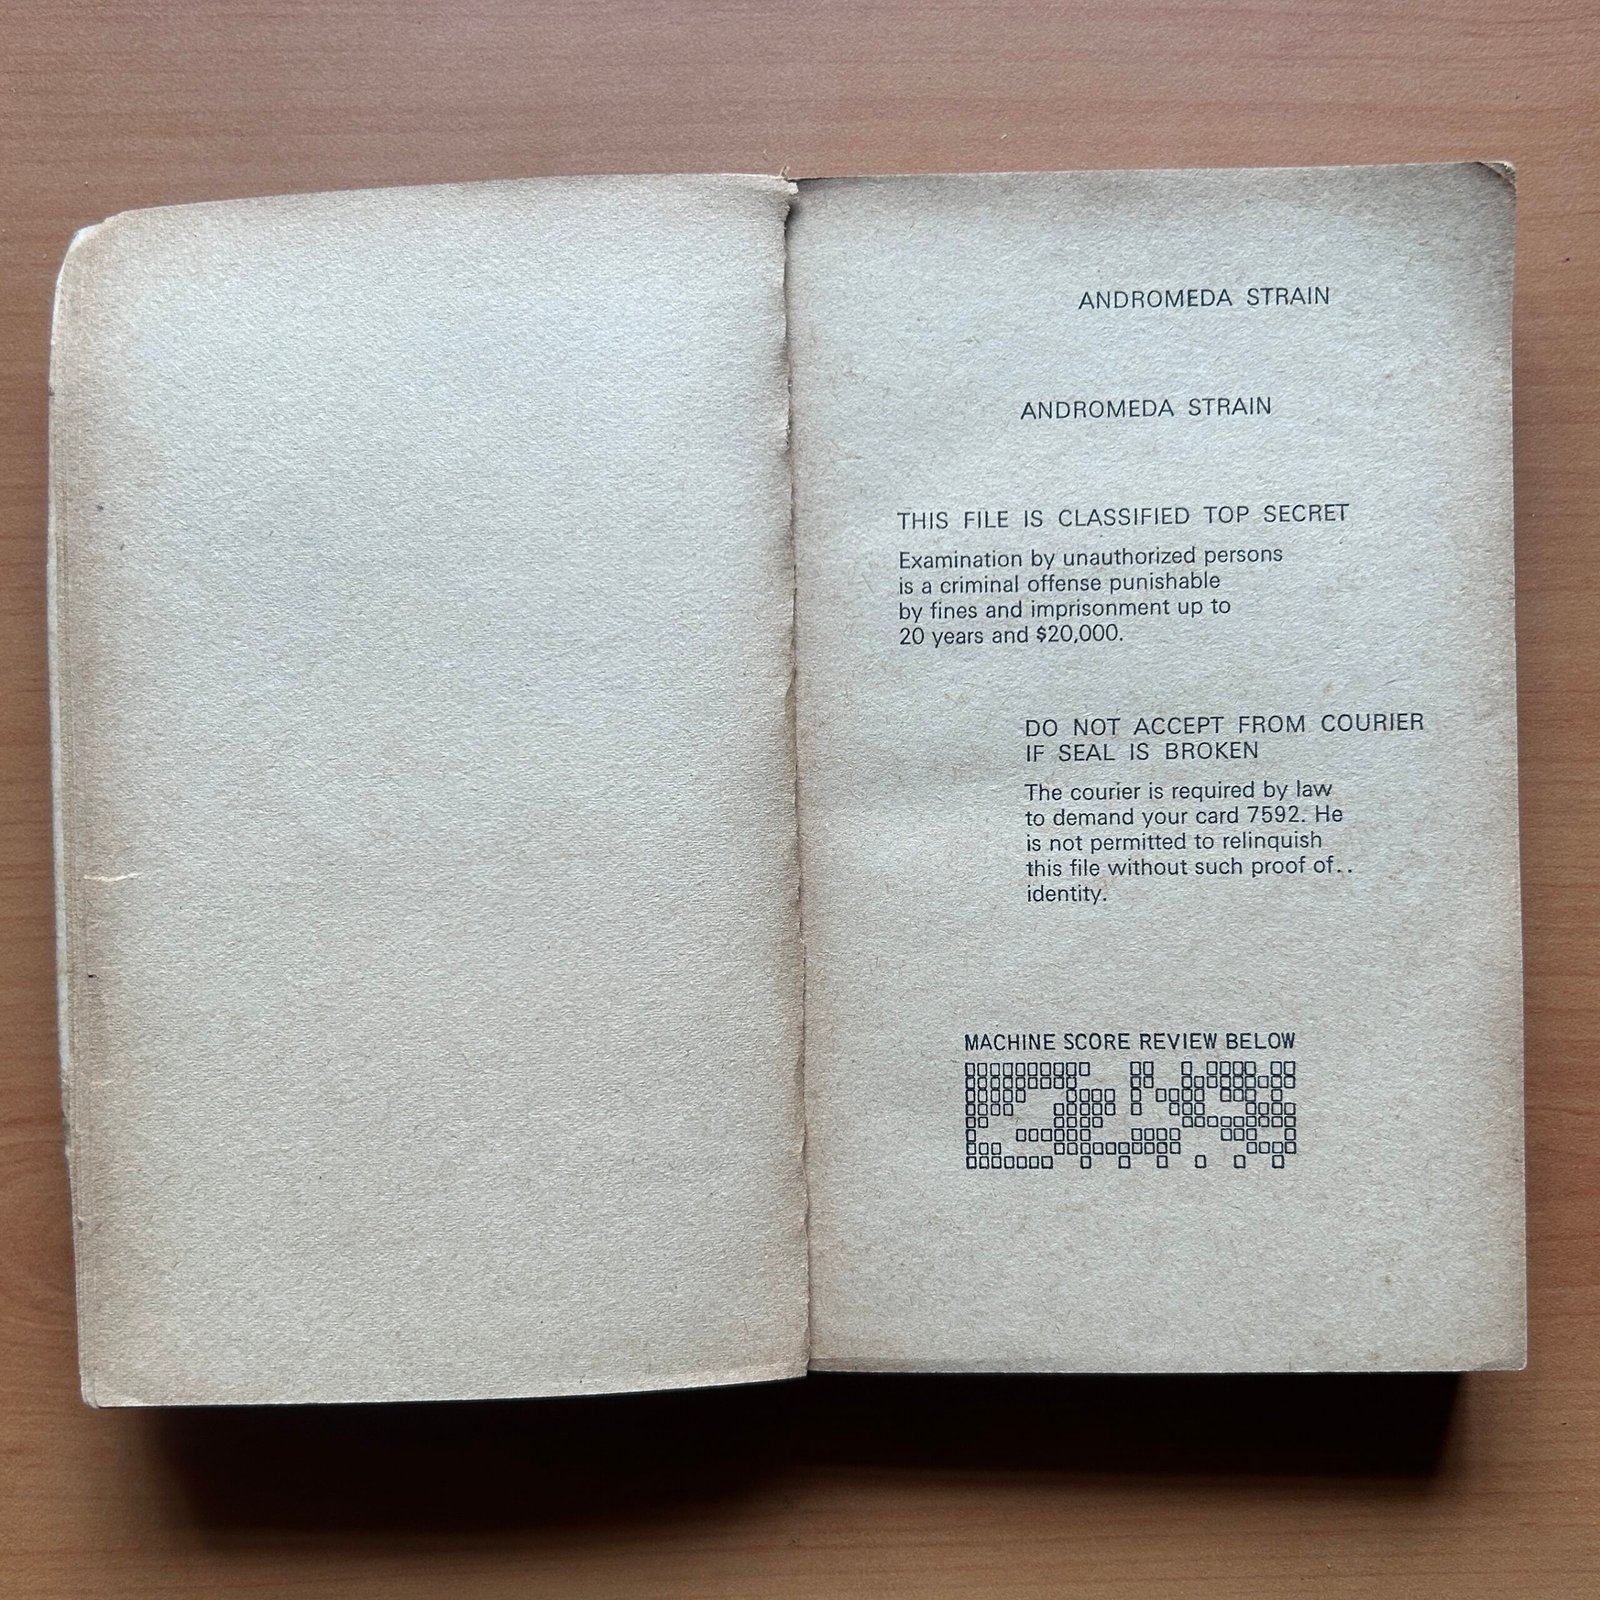 ANDROMEDA STRAIN
ANDROMEDA STRAIN
THIS FILE IS CLASSIFIED TOP SECRET
Examination by unauthorized persons
is a criminal offense punishable
by fines and imprisonment up to
20 years and $20,000.
DO NOT ACCEPT FROM COURIER
IF SEAL IS BROKEN
The courier is required by law
to demand your card 7592. He
is not permitted to relinquish
this file without such proof of..
identity.
MACHINE SCORE REVIEW BELOW